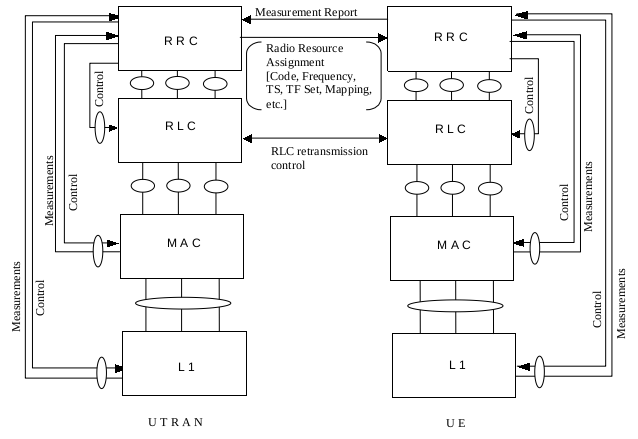 Measurement Report
R R C
R R C
Radio Resource
Assignment
[Code, Frequency,
TS, TF Set, Mapping,
etc.]
Control
Control
R L C
R L C
RLC retransmission
control
Measurements
Control
Control
Measurements
M A C
M A C
Measurements
Control
Control
Measurements
L 1
L 1
U T R A N
U E